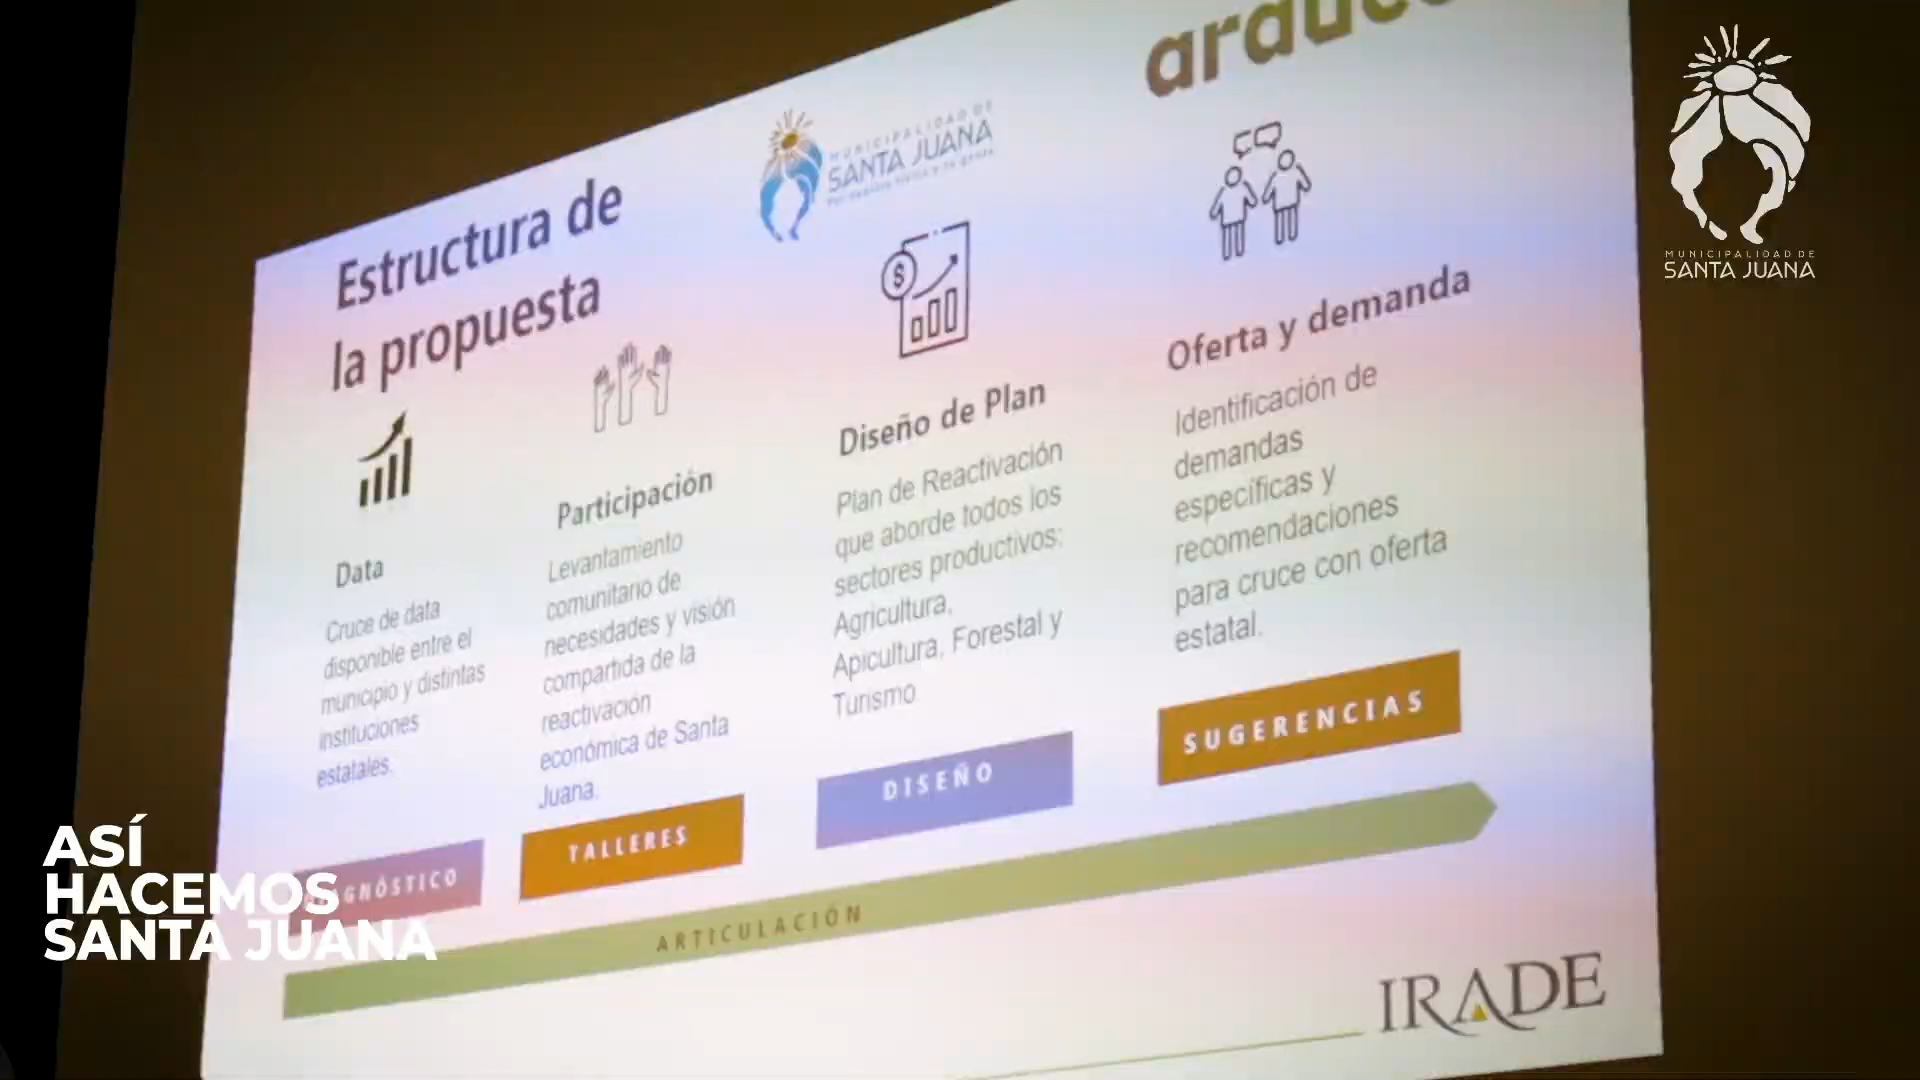 arauco
MUNICIPALIDAD DE
SANTA JUANA
Estructura de
la propuesta
Data
Cruce de data
disponible entre el
municipio y distintas
instituciones
estatales.
DIAGNÓSTICO
Participación
Levantamiento
comunitario de
necesidades y visión
compartida de la
reactivación
económica de Santa
Juana.
TALLERES
Diseño de Plan
Plan de Reactivación
que aborde todos los
sectores productivos;
Agricultura,
Apicultura, Forestal y
Turismo
DISEÑO
Oferta y demanda
Identificación de
demandas
específicas y
recomendaciones
para cruce con oferta
estatal.
SUGERENCIAS
ARTICULACIÓN
IRADE
MUNICIPALIDAD DE
SANTA JUANA
ASÍ
HACEMOS
SANTA JUANA